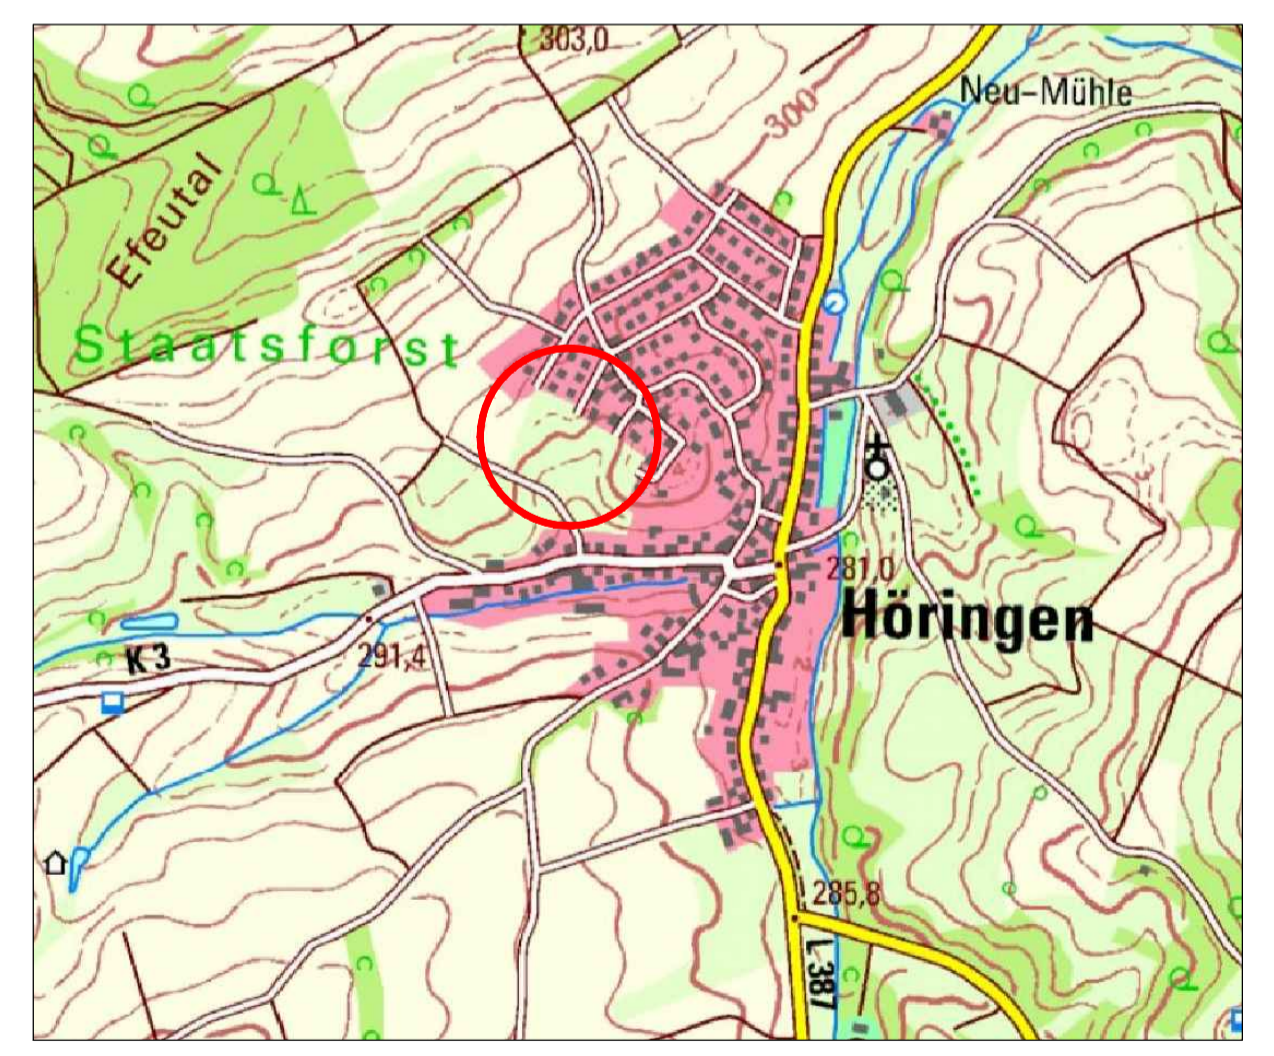 303,0
Neu-Mühle
300
Efeutal
Staatsforst
281,0
Höringen
K 3
291,4
285,8
L 387